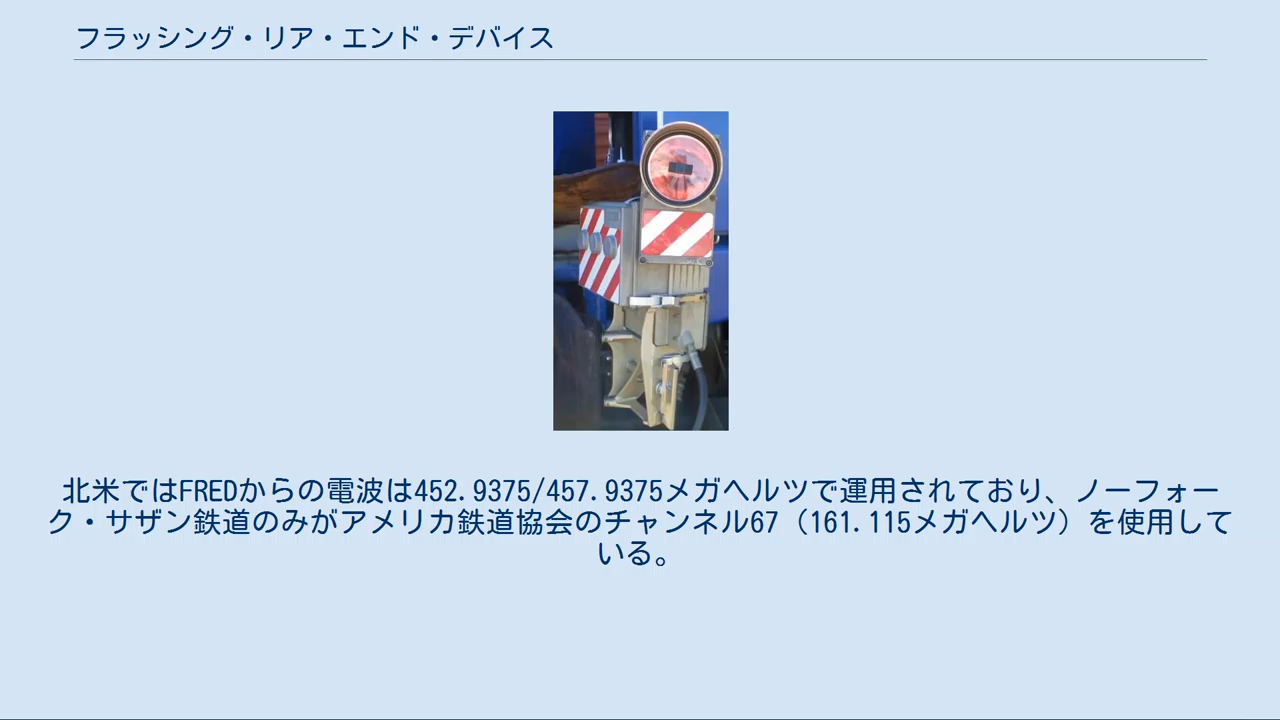 フラッシング・リア・エンド・デバイス
北米ではFREDからの電波は452.9375/457.9375メガヘルツで運用されており、ノーフォー
ク・サザン鉄道のみがアメリカ鉄道協会のチャンネル67（161.115メガヘルツ）を使用して
いる。